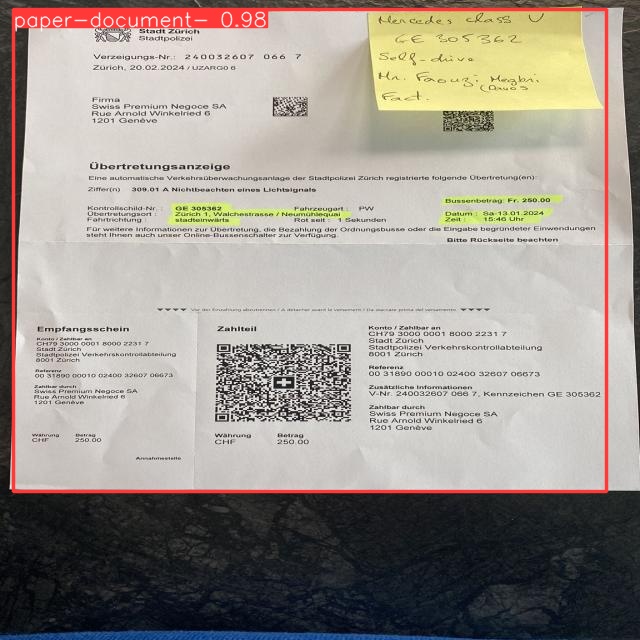 paper-document- 0.98
Stadt Zürich
Stadtpolizei
Mercedes class V
GE 305362
Self-drive
Mr. Faouzi
Fact.
Verzeigungs-Nr.: 240032607 066 7
Zürich, 20.02.2024 / UZARG0 6
Firma
Swiss Premium Negoce SA
Rue Arnold Winkelried 6
1201 Genève
Übertretungsanzeige
Eine automatische Verkehrsüberwachungsanlage der Stadtpolizei Zürich registrierte folgende Übertretung(en):
Ziffer(n) 309.01 A Nichtbeachten eines Lichtsignals
Bussenbetrag: Fr. 250.00
Kontrollschild-Nr. : GE 305362 Fahrzeugart : PW
Übertretungsort : Zürich 1, Walchestrasse / Neumühlequai Datum : Sa-13.01.2024
Fahrtrichtung : stadteinwärts Rot seit : 1 Sekunden Zeit : 15:46 Uhr
Für weitere Informationen zur Übertretung, die Bezahlung der Ordnungsbusse oder die Eingabe begründeter Einwendungen
steht Ihnen auch unser Online-Bussenschalter zur Verfügung.
Bitte Rückseite beachten
Vor der Einzahlung abzutrennen / A détacher avant le versement / Da staccare prima del versamento
Empfangsschein
Konto / Zahlbar an
CH79 3000 0001 8000 2231 7
Stadt Zürich
Stadtpolizei Verkehrskontrollabteilung
8001 Zürich
Referenz
00 31890 00010 02400 32607 06673
Zahlbar durch
Swiss Premium Negoce SA
Rue Arnold Winkelried 6
1201 Genève
Währung Betrag
CHF 250.00
Annahmestelle
Zahlteil
Währung Betrag
CHF 250.00
Konto / Zahlbar an
CH79 3000 0001 8000 2231 7
Stadt Zürich
Stadtpolizei Verkehrskontrollabteilung
8001 Zürich
Referenz
00 31890 00010 02400 32607 06673
Zusätzliche Informationen
V-Nr. 240032607 066 7, Kennzeichen GE 305362
Zahlbar durch
Swiss Premium Negoce SA
Rue Arnold Winkelried 6
1201 Genève